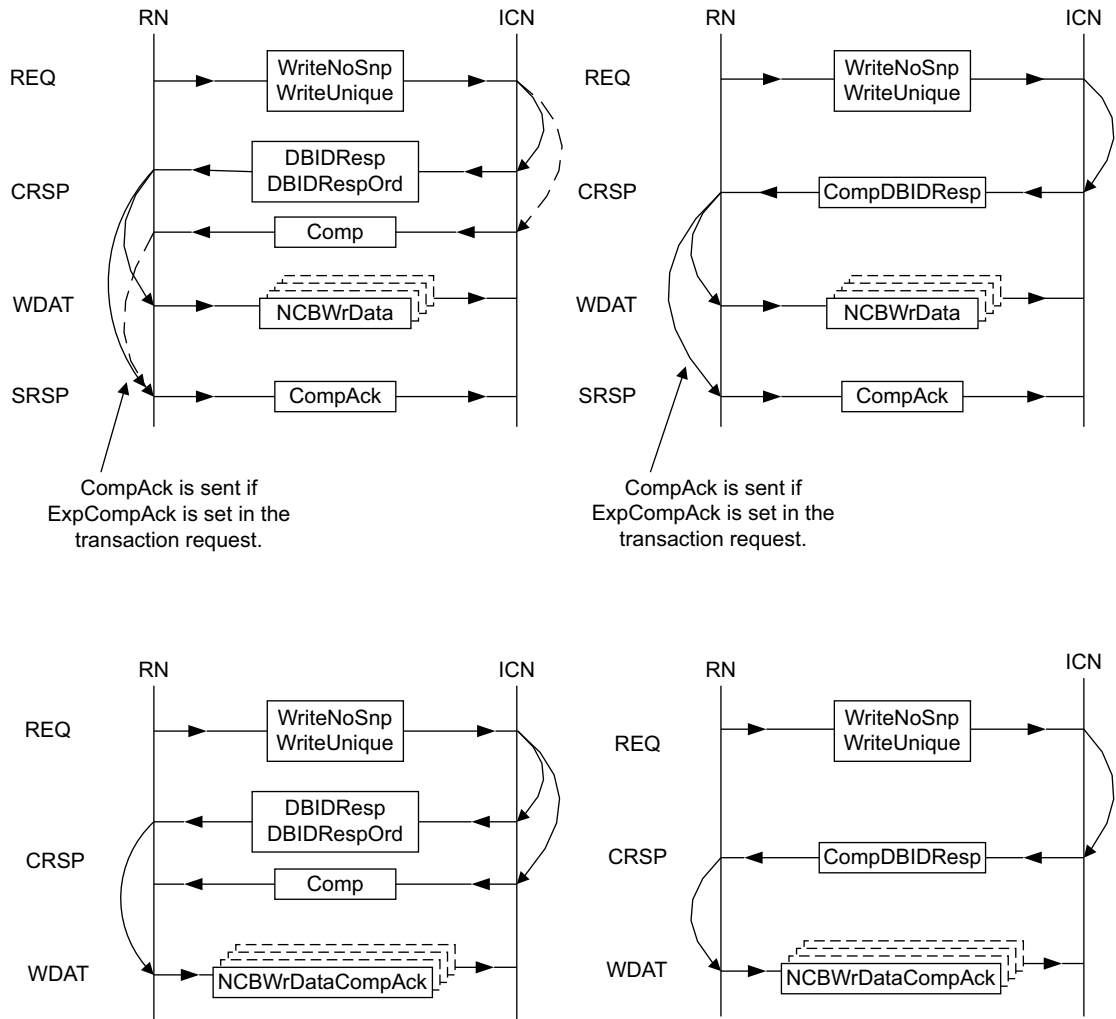 RN
ICN
REQ
WriteNoSnp
WriteUnique
DBIDResp
DBIDRespOrd
CRSP
Comp
WDAT
NCBWrData
SRSP
CompAck
CompAck is sent if
ExpCompAck is set in the
transaction request.
RN
ICN
REQ
WriteNoSnp
WriteUnique
CRSP
CompDBIDResp
WDAT
NCBWrData
SRSP
CompAck
CompAck is sent if
ExpCompAck is set in the
transaction request.
RN
ICN
REQ
WriteNoSnp
WriteUnique
DBIDResp
DBIDRespOrd
CRSP
Comp
WDAT
NCBWrDataCompAck
RN
ICN
REQ
WriteNoSnp
WriteUnique
CRSP
CompDBIDResp
WDAT
NCBWrDataCompAck